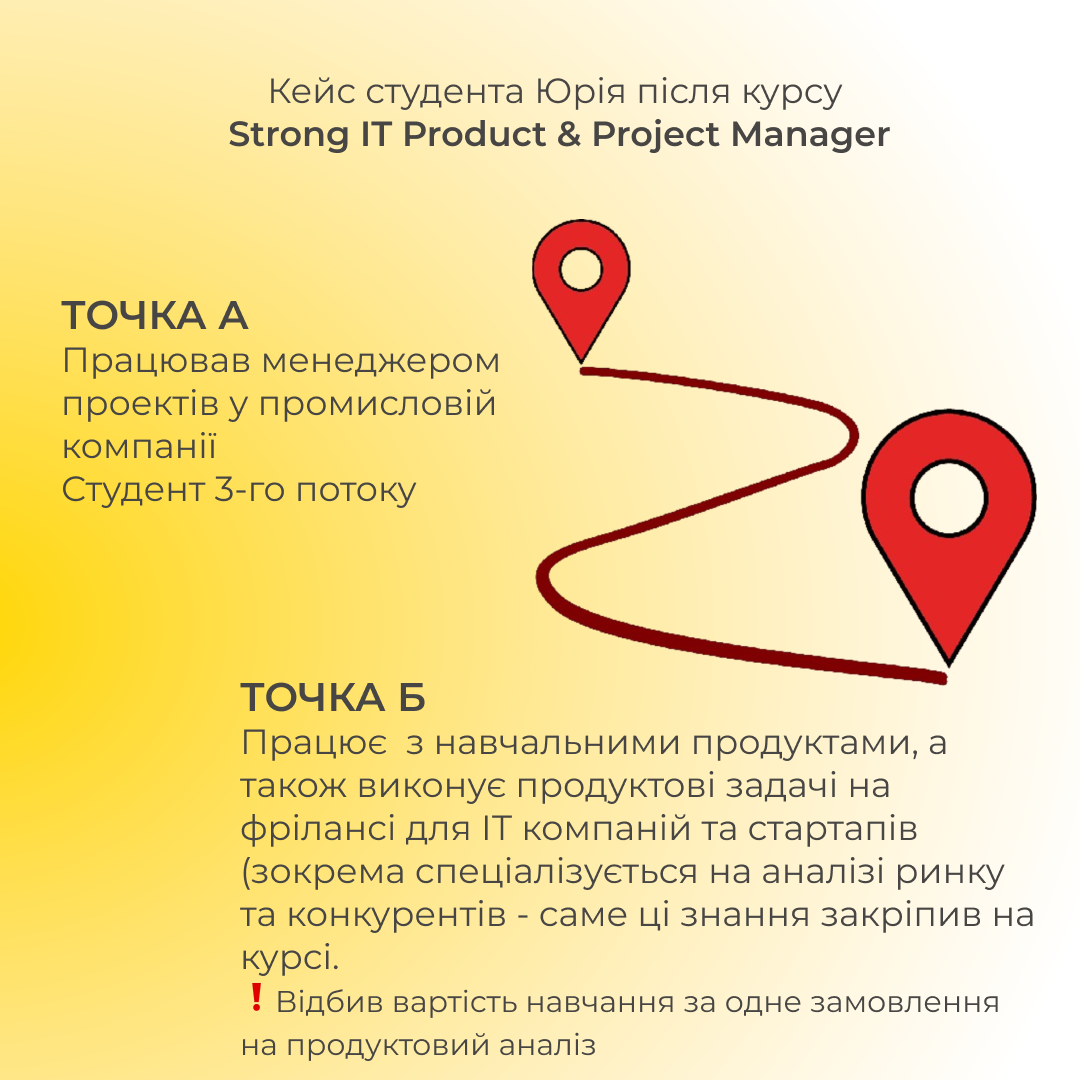 Кейс студента Юрія після курсу
Strong IT Product & Project Manager
ТОЧКА А
Працював менеджером
проектів у промисловій
компанії
Студент 3-го потоку
ТОЧКА Б
Працює  з навчальними продуктами, а
також виконує продуктові задачі на
фрілансі для ІТ компаній та стартапів
(зокрема спеціалізується на аналізі ринку
та конкурентів - саме ці знання закріпив на
курсі.
❗ Відбив вартість навчання за одне замовлення
на продуктовий аналіз